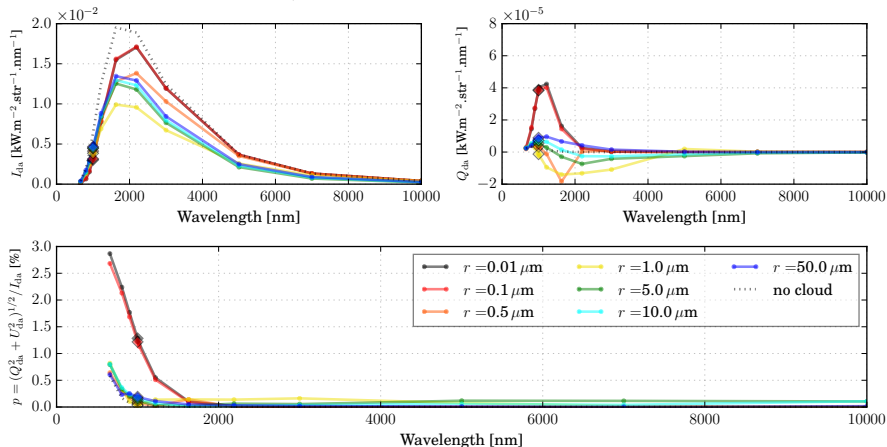 ×10⁻²
2.0
1.5
1.0
0.5
0.0
0 2000 4000 6000 8000 10000
Wavelength [nm]
I_da [kW.m⁻².str⁻¹.nm⁻¹]
×10⁻⁵
8
6
4
2
0
−2
0 2000 4000 6000 8000 10000
Wavelength [nm]
Q_da [kW.m⁻².str⁻¹.nm⁻¹]
3.0
2.5
2.0
1.5
1.0
0.5
0.0
0 2000 4000 6000 8000 10000
Wavelength [nm]
p = (Q²_da + U²_da)^1/2 / I_da [%]
r =0.01 μm
r =0.1 μm
r =0.5 μm
r =1.0 μm
r =5.0 μm
r =10.0 μm
r =50.0 μm
no cloud